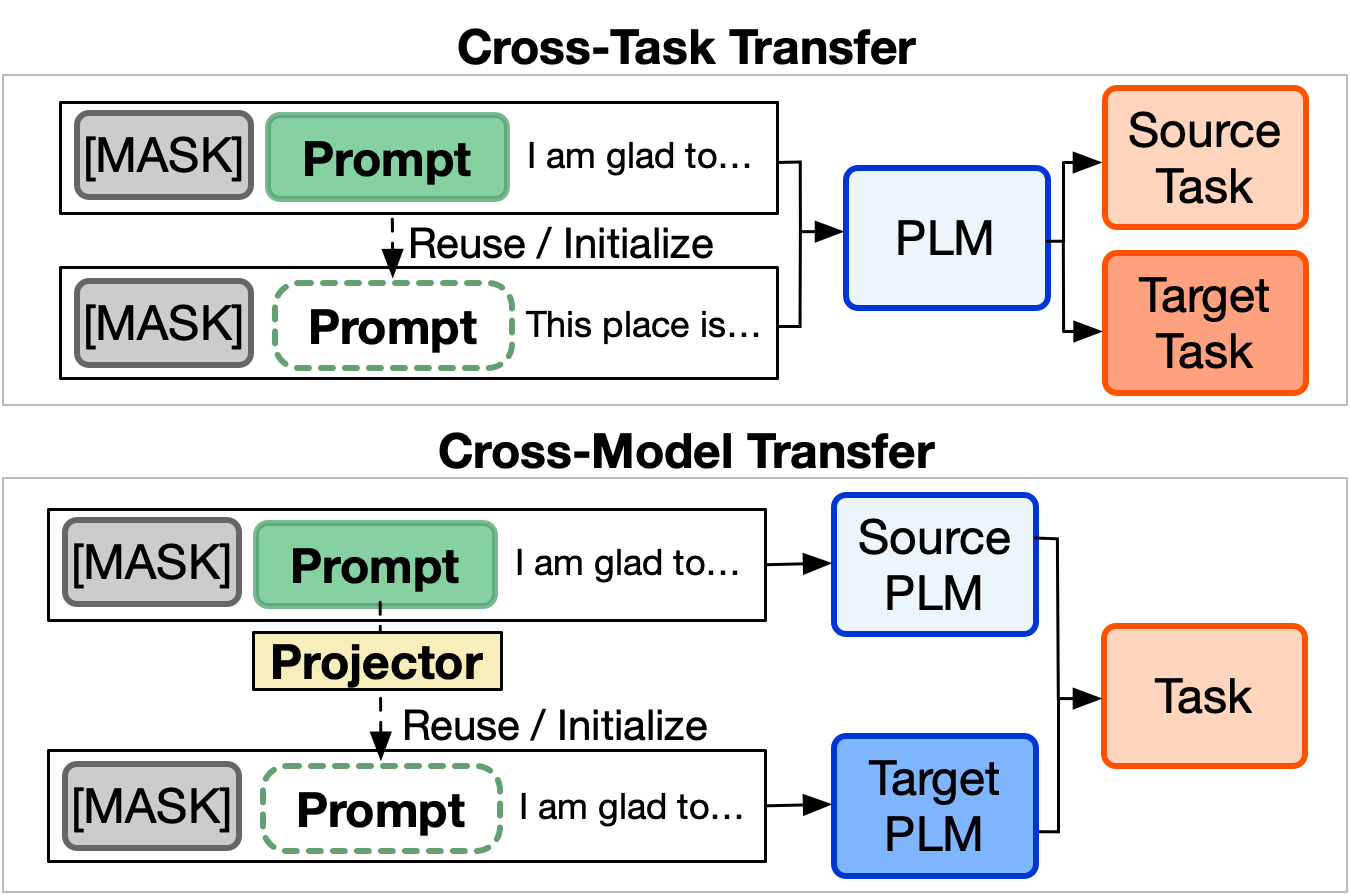 Cross-Task Transfer
[MASK] Prompt I am glad to...
Reuse / Initialize
[MASK] Prompt This place is...
PLM
Source
Task
Target
Task
Cross-Model Transfer
[MASK] Prompt I am glad to...
Projector
Reuse / Initialize
[MASK] Prompt I am glad to...
Source
PLM
Target
PLM
Task